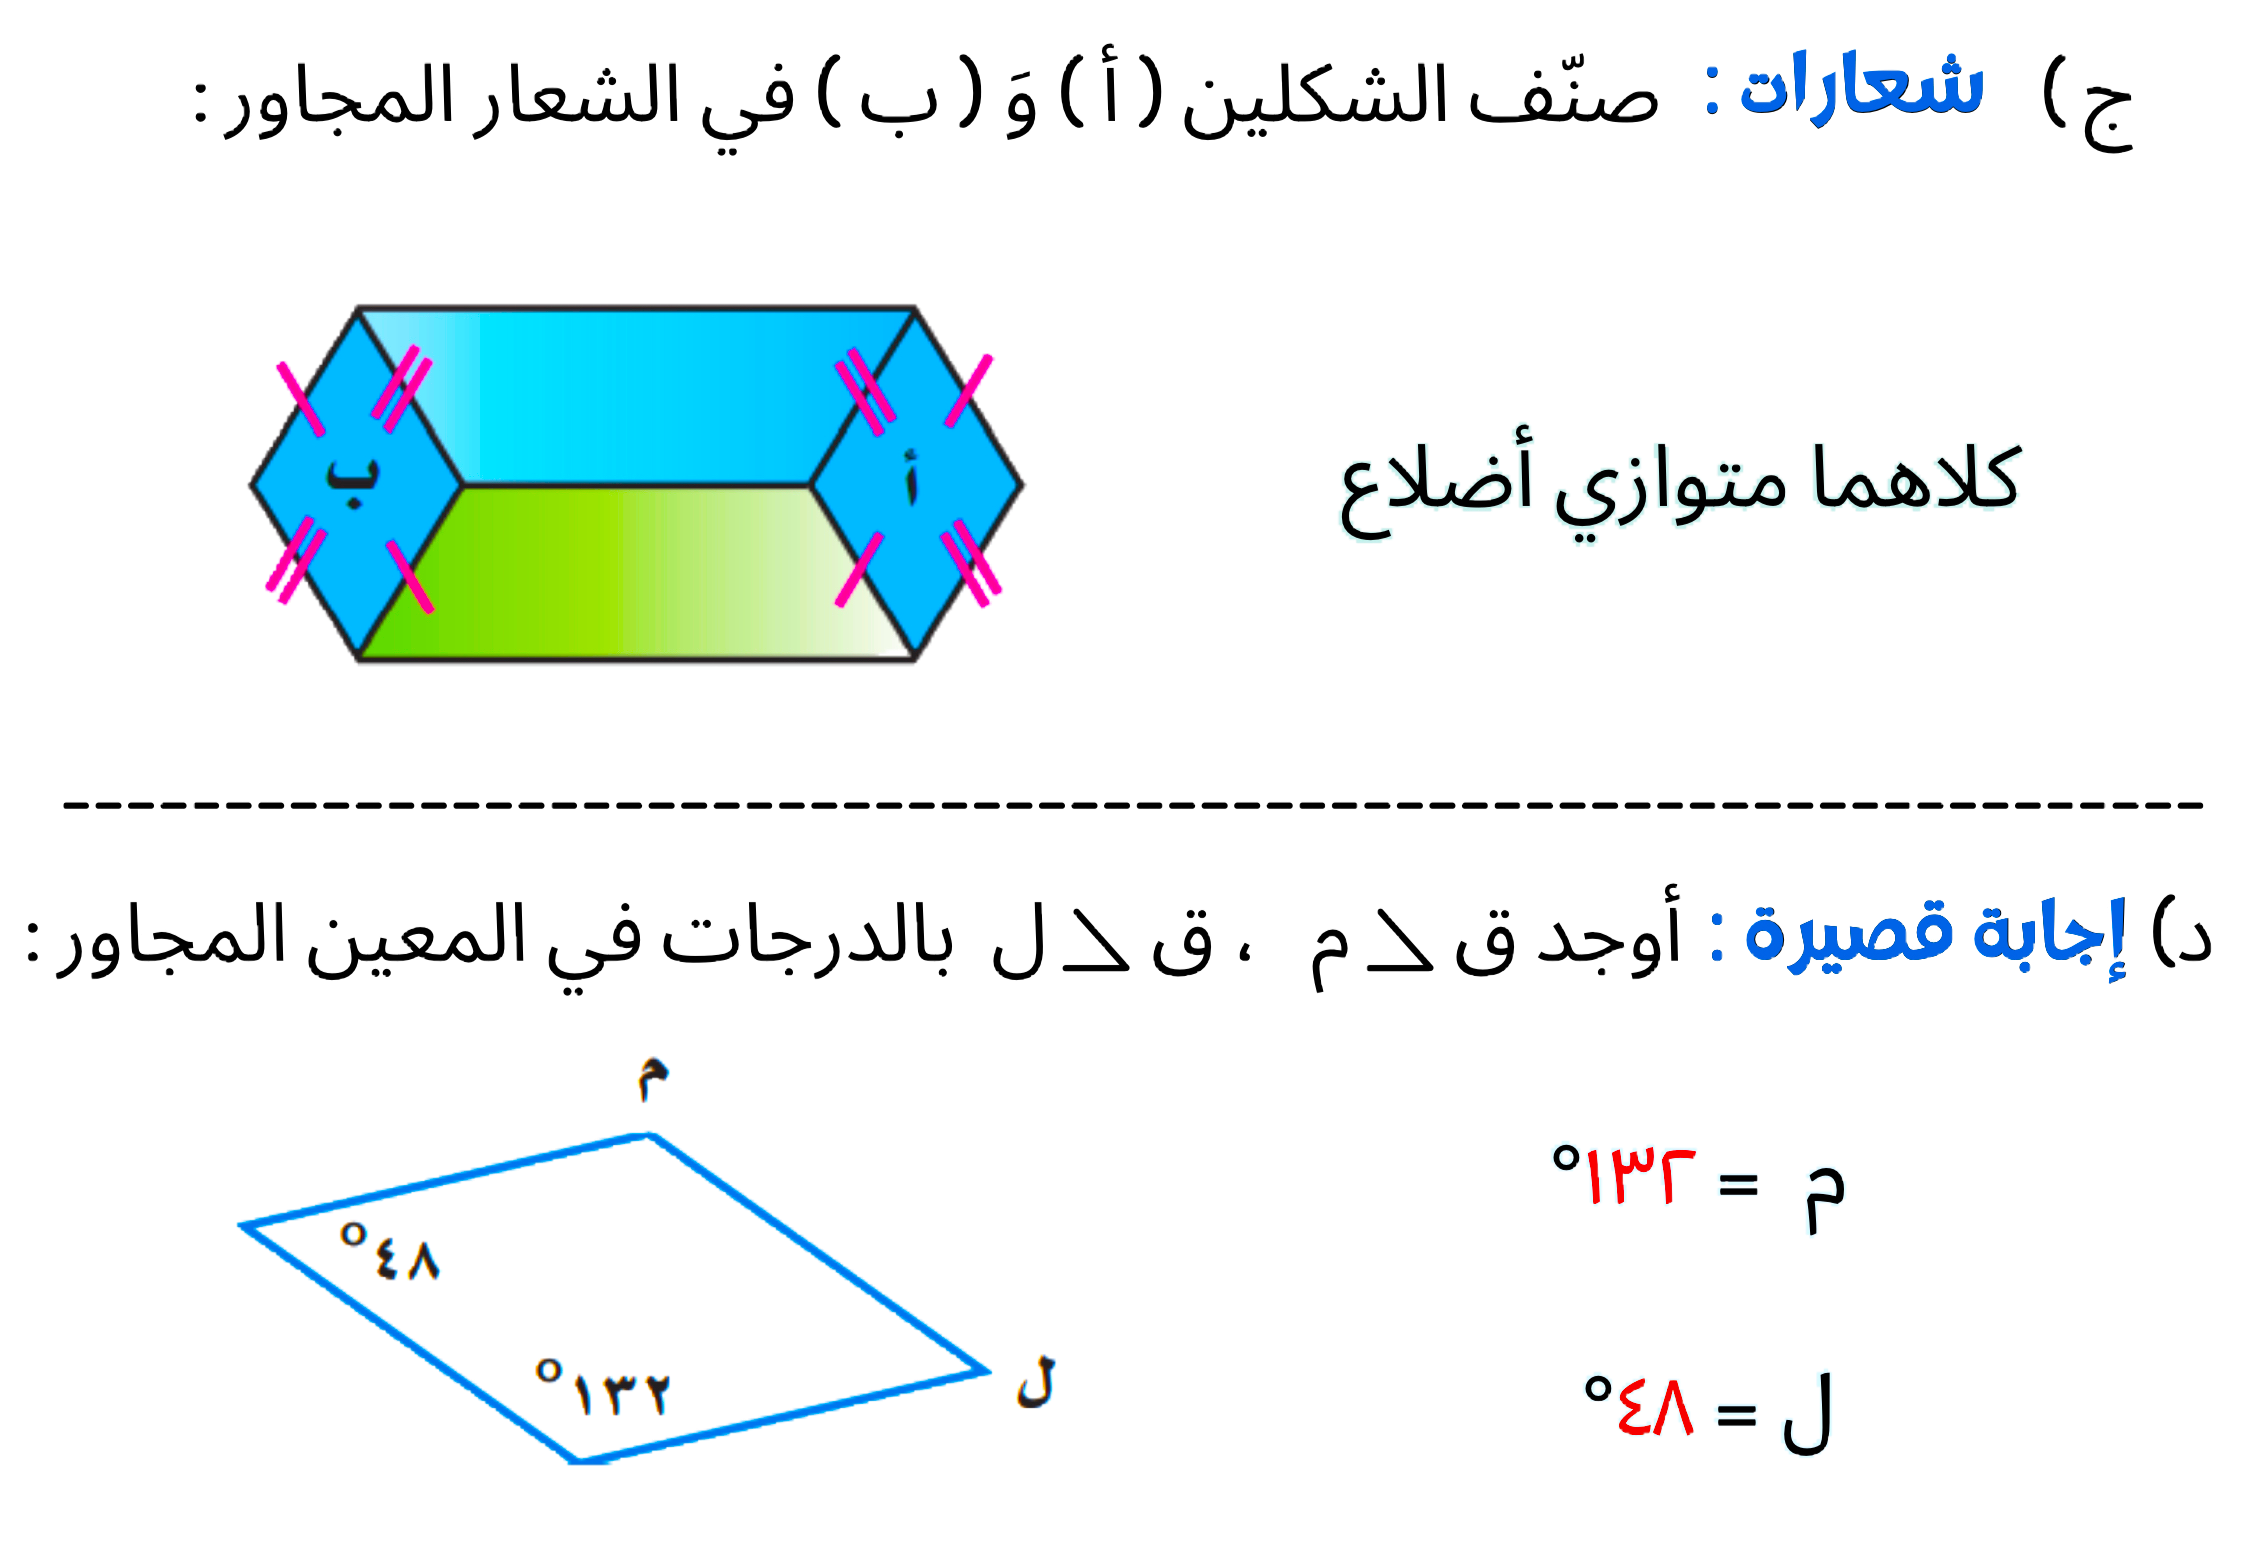 ج) شعارات : صنّف الشكلين ( أ ) وَ ( ب ) في الشعار المجاور :
أ
ب
كلاهما متوازي أضلاع
د) إجابة قصيرة : أوجد ق ∠ م ، ق ∠ ل بالدرجات في المعين المجاور :
م
م = ١٣٢°
٤٨°
ل
١٣٢°
ل = ٤٨°